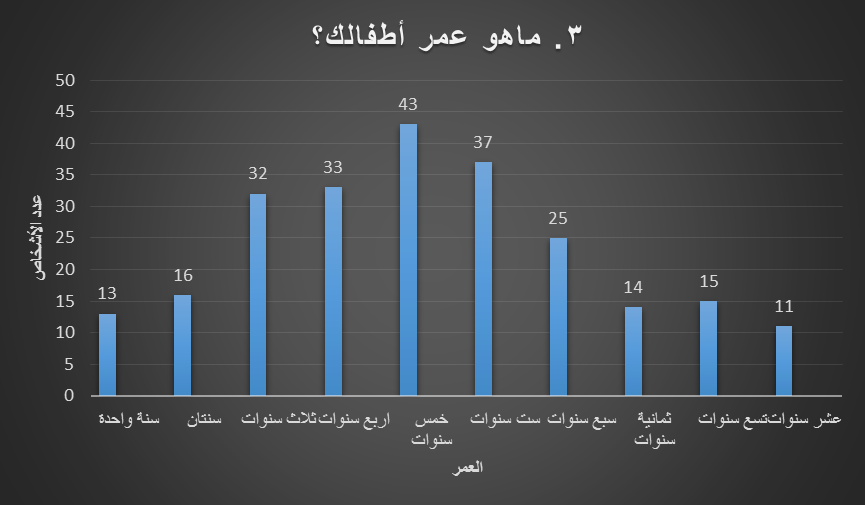 ٣. ماهو عمر أطفالك؟
50
45
40
35
30
25
20
15
10
5
0
عدد الأشخاص
13
16
32
33
43
37
25
14
15
11
سنة واحدة
سنتان
ثلاث سنوات
اربع سنوات
خمس
سنوات
ست سنوات
سبع سنوات
ثمانية
سنوات
تسع سنوات
عشر سنوات
العمر